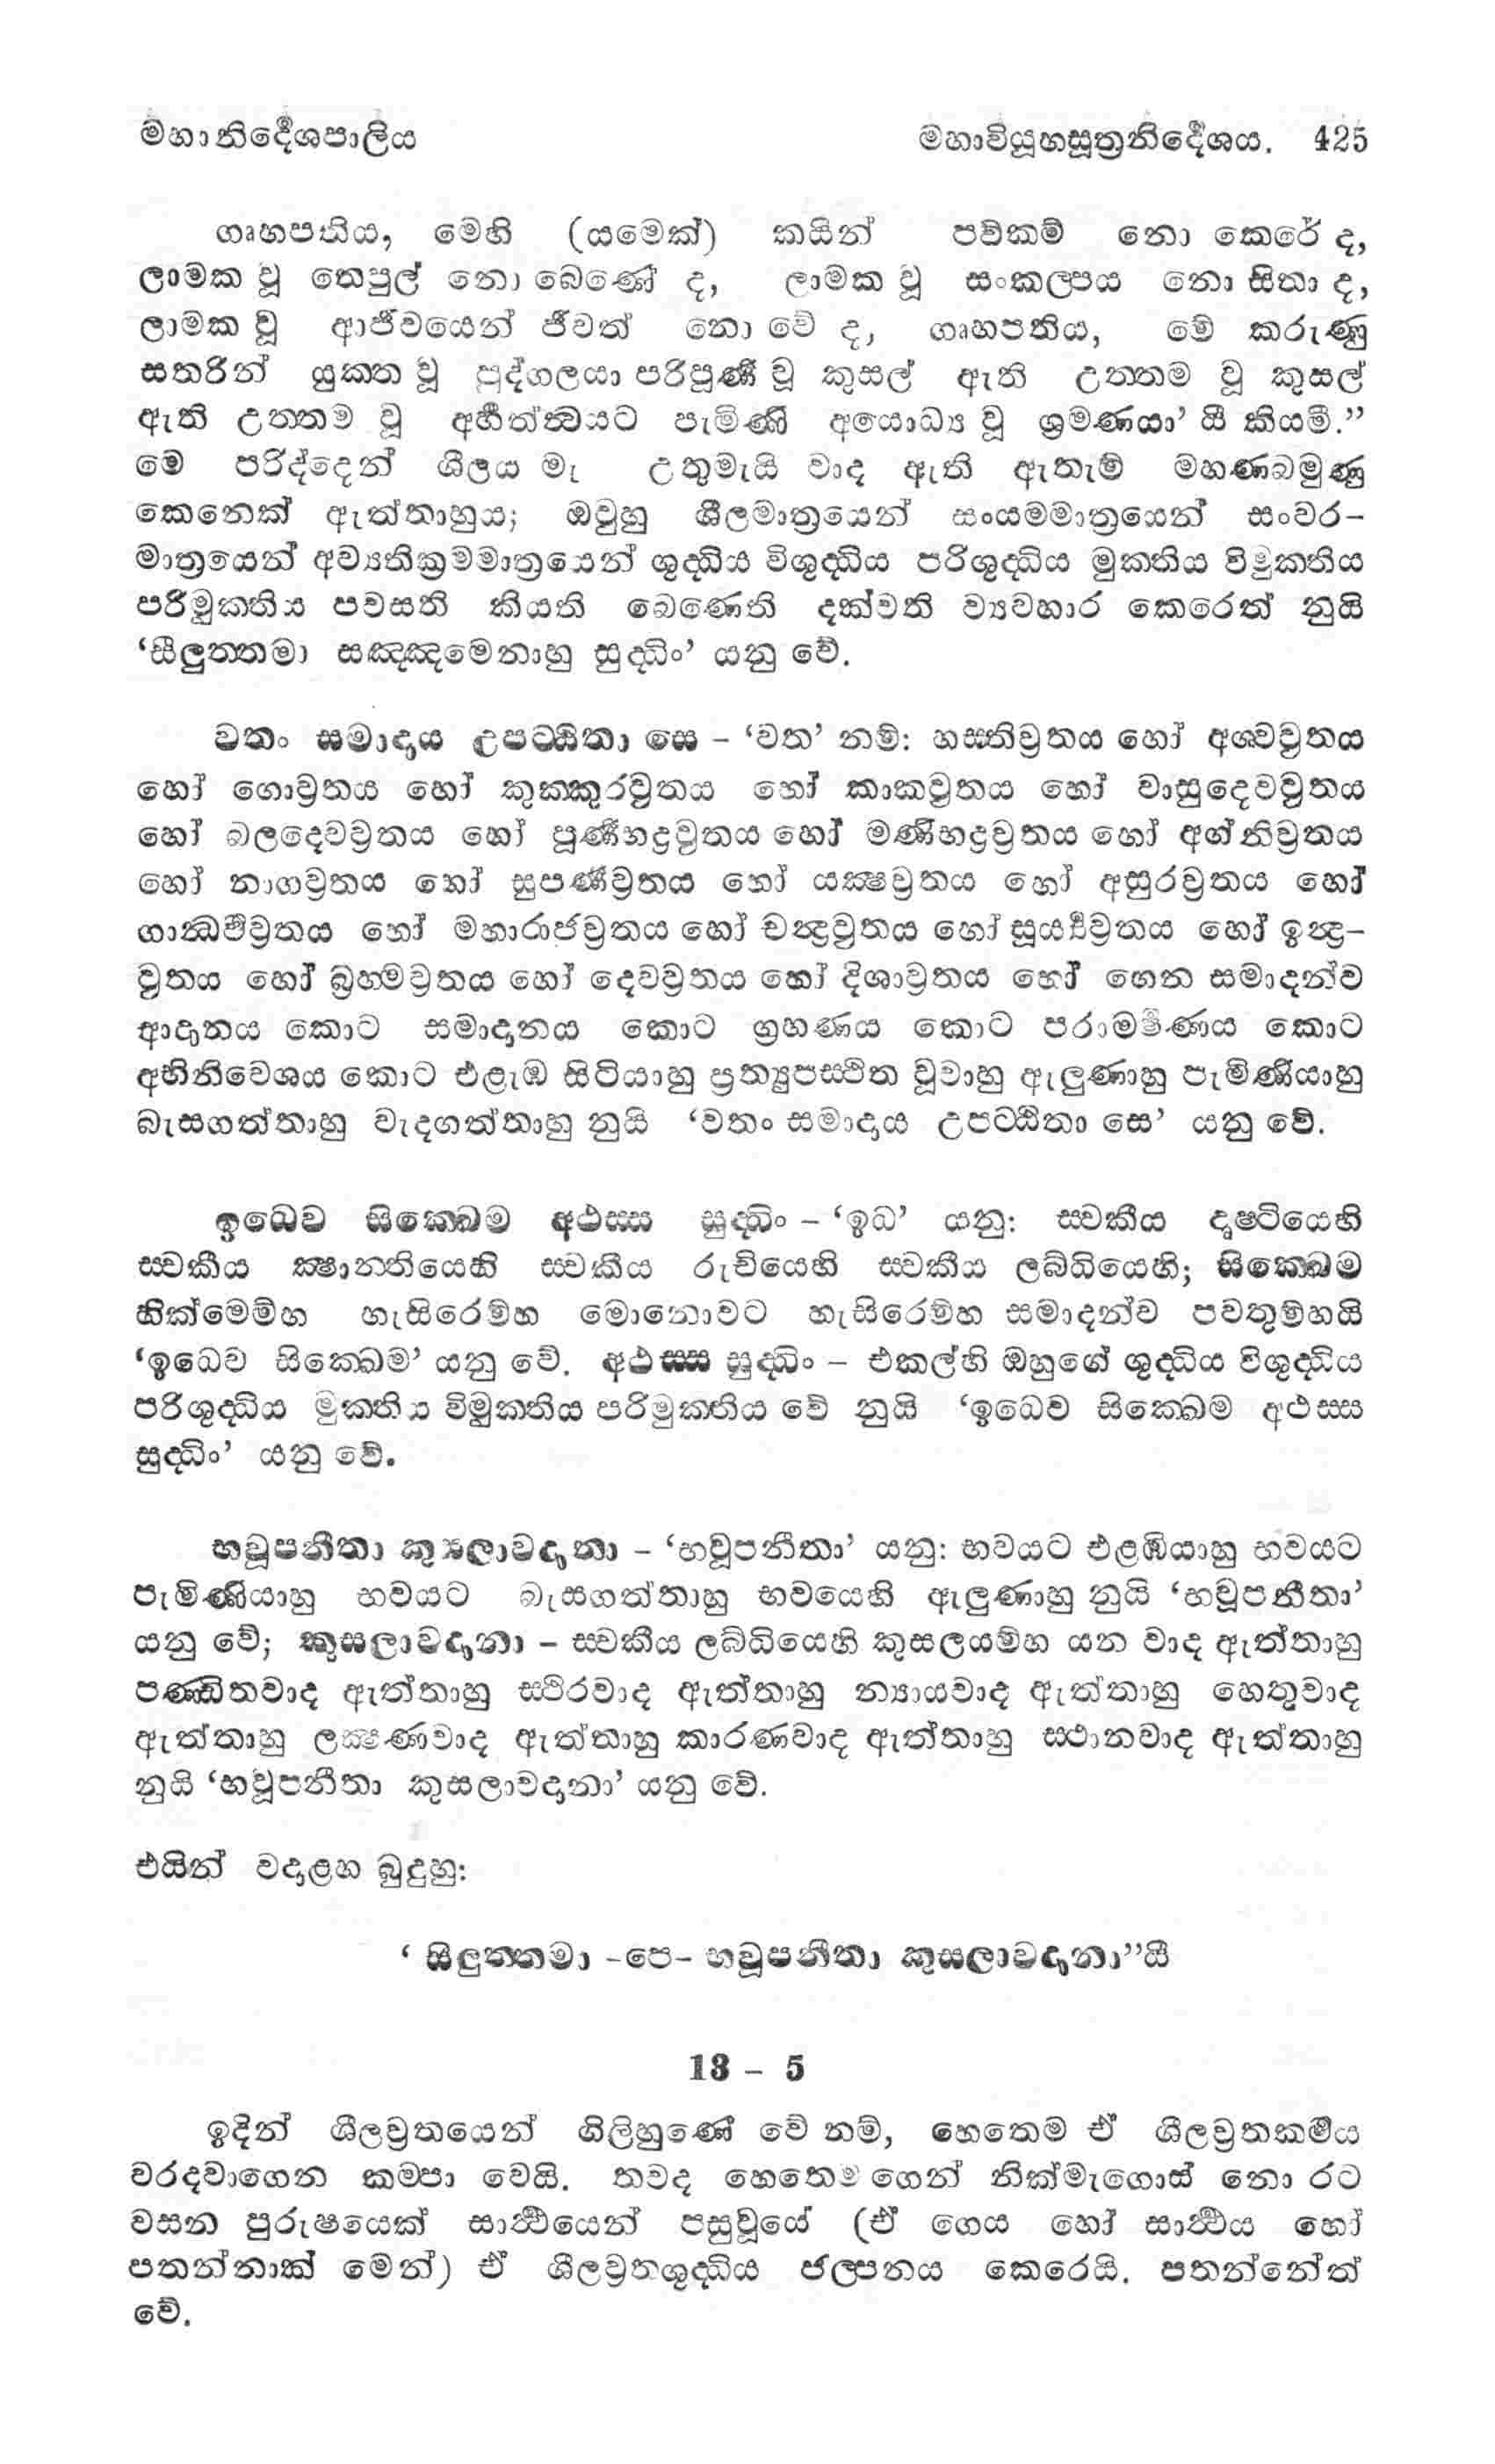 මහානිර්දේශපාලිය මහාවියූහසූත්‍රනිර්දේශය. 425
ගෘහපතිය, මෙහි (යමෙක්) කයින් පව්කම් නො කෙරේ ද,
ලාමක වූ තෙපුල් නො බෙණේ ද, ලාමක වූ සංකල්පය නො සිතා ද,
ලාමක වූ ආජීවයෙන් ජීවත් නො වේ ද, ගෘහපතිය, මේ කරුණු
සතරින් යුක්ත වූ පුද්ගලයා පරිපූර්ණ වූ කුසල් ඇති උත්තම වූ කුසල්
ඇති උත්තම වූ අර්හත්ත්වයට පැමිණි අයොධ්‍ය වූ ශ්‍රමණයා’ යී කියමි.”
මෙ පරිද්දෙන් ශීලය මැ උතුමැයි වාද ඇති ඇතැම් මහණබමුණු
කෙනෙක් ඇත්තාහුය; ඔවුහු ශීලමාත්‍රයෙන් සංයමමාත්‍රයෙන් සංවර-
මාත්‍රයෙන් අව්‍යතික්‍රමමාත්‍රයෙන් ශුද්ධිය විශුද්ධිය පරිශුද්ධිය මුක්තිය විමුක්තිය
පරිමුක්තිය පවසති කියති බෙණෙති දක්වති ව්‍යවහාර කෙරෙත් නුයි
‘සීලුත්තමා සඤ්ඤමෙනාහු සුද්ධිං’ යනු වේ.
වතං සමාදාය උපට්ඨිතා සෙ – ‘වත’ නම්: හස්තිව්‍රතය හෝ අශ්වව්‍රතය
හෝ ගොව්‍රතය හෝ කුක්කුරව්‍රතය හෝ කාකව්‍රතය හෝ වාසුදෙවව්‍රතය
හෝ බලදෙවව්‍රතය හෝ පූර්ණභද්‍රව්‍රතය හෝ මණිභද්‍රව්‍රතය හෝ අග්නිව්‍රතය
හෝ නාගව්‍රතය හෝ සුපර්ණව්‍රතය හෝ යක්ෂව්‍රතය හෝ අසුරව්‍රතය හෝ
ගාන්ධර්වව්‍රතය හෝ මහාරාජව්‍රතය හෝ චන්ද්‍රව්‍රතය හෝ සූර්‍ය්‍යව්‍රතය හෝ ඉන්ද්‍ර-
ව්‍රතය හෝ බ්‍රහ්මව්‍රතය හෝ දෙවව්‍රතය හෝ දිශාව්‍රතය හෝ ගෙන සමාදන්ව
ආදානය කොට සමාදානය කොට ග්‍රහණය කොට පරාමර්ෂණය කොට
අභිනිවෙශය කොට එළැඹ සිටියාහු ප්‍රත්‍යුපස්ථිත වූවාහු ඇලුණාහු පැමිණියාහු
බැසගත්තාහු වැදගත්තාහු නුයි ‘වතං සමාදාය උපට්ඨිතා සෙ’ යනු වේ.
ඉධෙව සික්ඛෙම අථස්ස සුද්ධිං – ‘ඉධ’ යනු: ස්වකීය දෘෂ්ටියෙහි
ස්වකීය ක්ෂාන්තියෙහි ස්වකීය රුචියෙහි ස්වකීය ලබ්ධියෙහි; සික්ඛෙම
හික්මෙම්හ හැසිරෙම්හ මොනොවට හැසිරෙම්හ සමාදන්ව පවතුම්හයි
‘ඉධෙව සික්ඛෙම’ යනු වේ. අථස්ස සුද්ධිං – එකල්හි ඔහුගේ ශුද්ධිය විශුද්ධිය
පරිශුද්ධිය මුක්තිය විමුක්තිය පරිමුක්තිය වේ නුයි ‘ඉධෙව සික්ඛෙම අථස්ස
සුද්ධිං’ යනු වේ.
භවූපනීතා කුසලාවදානා – ‘භවූපනීතා’ යනු: භවයට එළඹියාහු භවයට
පැමිණියාහු භවයට බැසගත්තාහු භවයෙහි ඇලුණාහු නුයි ‘භවූපනීතා’
යනු වේ; කුසලාවදානා – ස්වකීය ලබ්ධියෙහි කුසලයම්හ යන වාද ඇත්තාහු
පණ්ඩිතවාද ඇත්තාහු ස්ථිරවාද ඇත්තාහු න්‍යායවාද ඇත්තාහු හෙතුවාද
ඇත්තාහු ලක්ෂණවාද ඇත්තාහු කාරණවාද ඇත්තාහු ස්ථානවාද ඇත්තාහු
නුයි ‘භවූපනීතා කුසලාවදානා’ යනු වේ.
එයින් වදාළහ බුදුහු:
‘ සීලුත්තමා -පෙ- භවූපනීතා කුසලාවදානා”යී
13 – 5
ඉදින් ශීලව්‍රතයෙන් ගිලිහුණේ වේ නම්, හෙතෙම ඒ ශීලව්‍රතකර්මය
වරදවාගෙන කම්පා වෙයි. තවද හෙතෙම ගෙන් නික්මැගොස් නො රට
වසන පුරුෂයෙක් සාර්ථයෙන් පසුවූයේ (ඒ ගෙය හෝ සාර්ථය හෝ
පතන්නාක් මෙන්) ඒ ශීලව්‍රතශුද්ධිය ජල්පනය කෙරෙයි. පතන්නේත්
වේ.